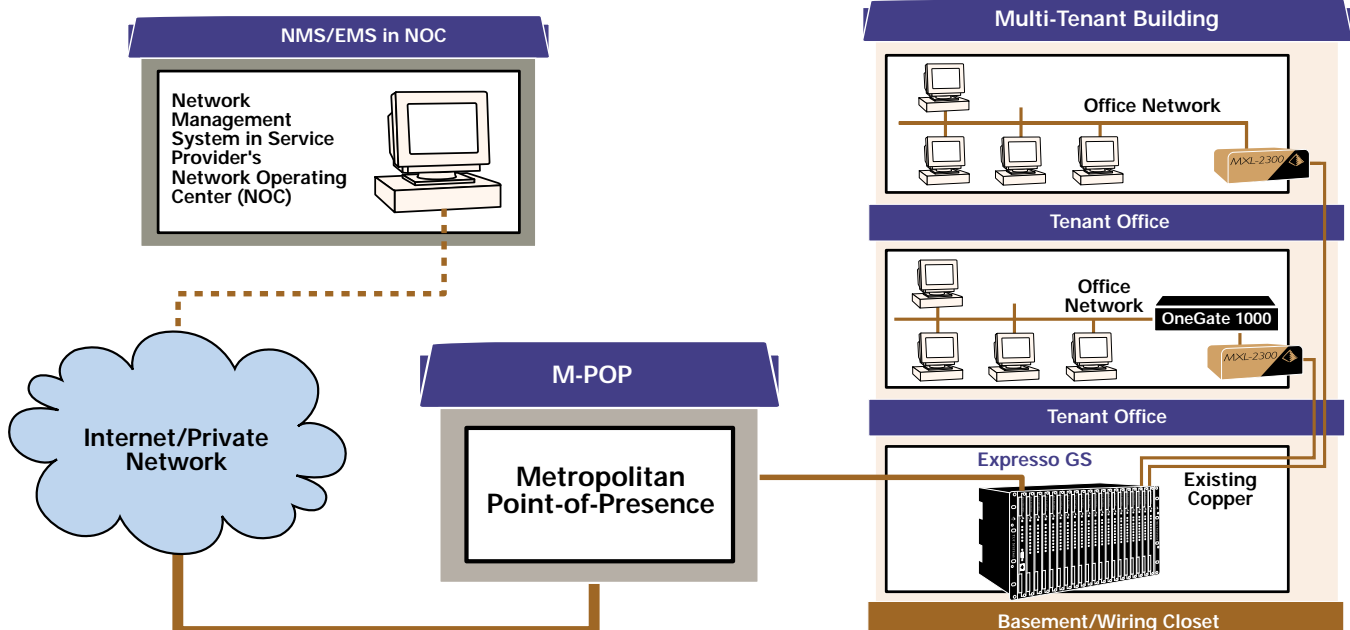 NMS/EMS in NOC
Network
Management
System in Service
Provider's
Network Operating
Center (NOC)
Internet/Private
Network
M-POP
Metropolitan
Point-of-Presence
Multi-Tenant Building
Office Network
MXL-2300
Tenant Office
Office
Network
OneGate 1000
MXL-2300
Tenant Office
Expresso GS
Existing
Copper
Basement/Wiring Closet